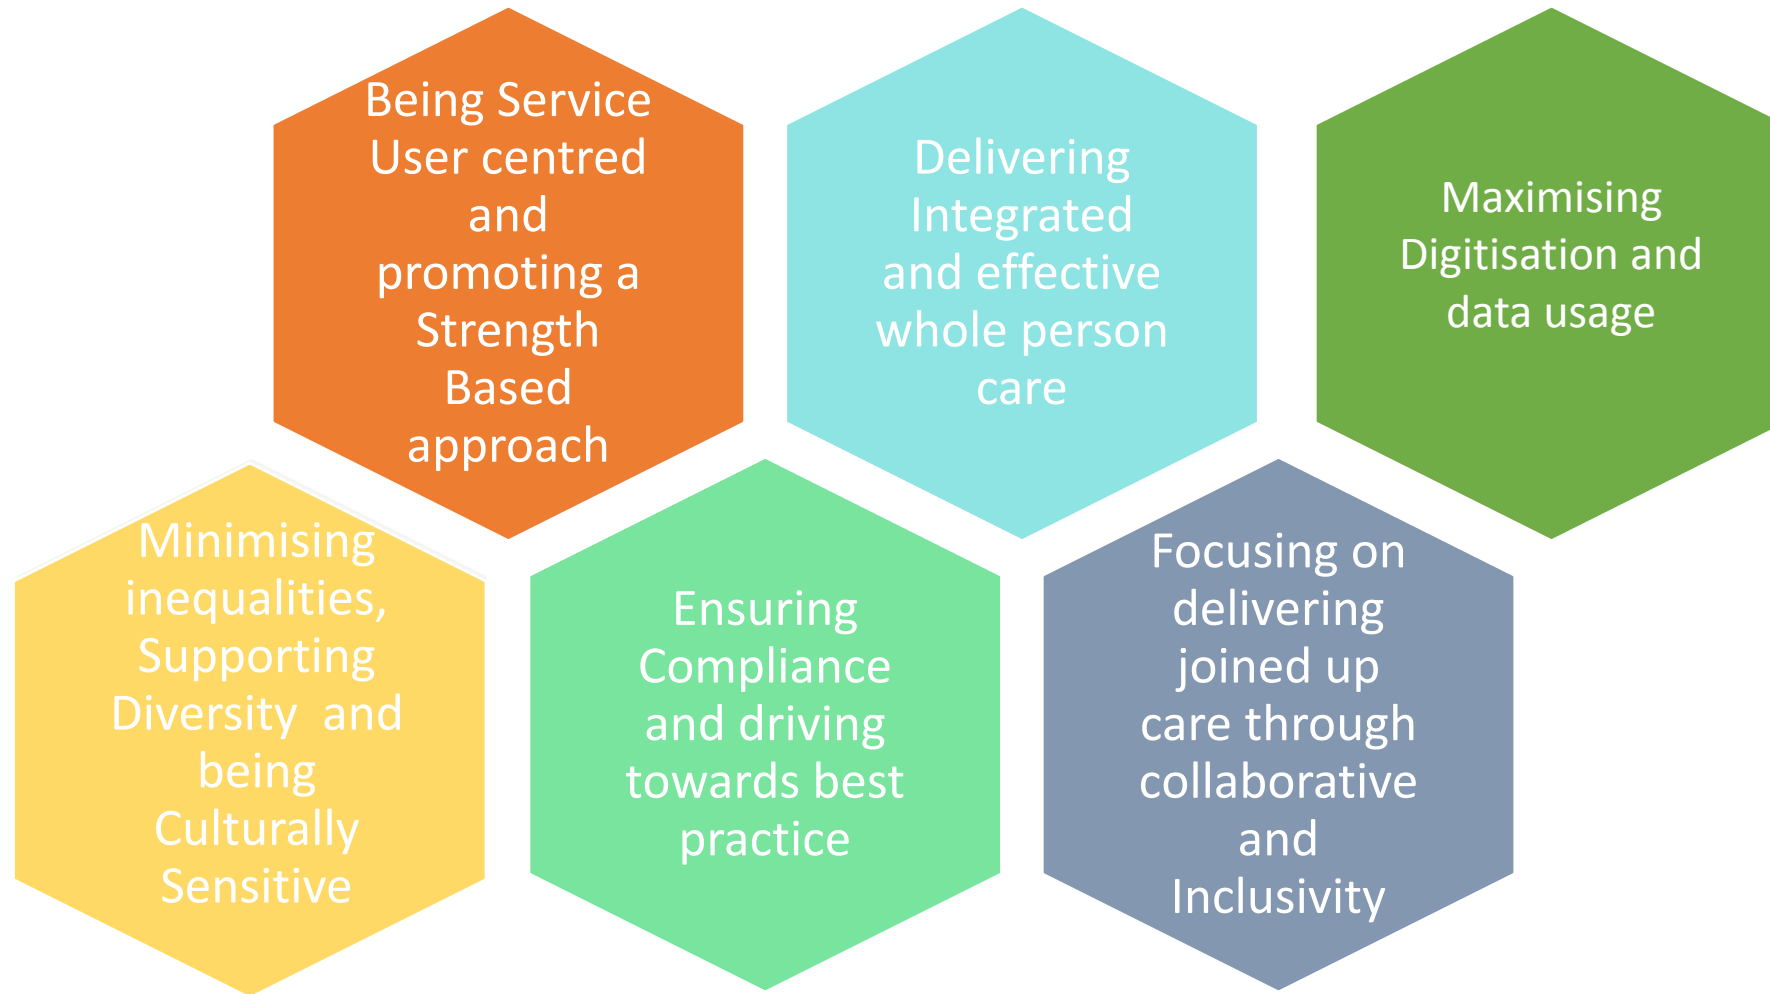 Being Service
User centred
and
promoting a
Strength
Based
approach
Delivering
Integrated
and effective
whole person
care
Maximising
Digitisation and
data usage
Minimising
inequalities,
Supporting
Diversity  and
being
Culturally
Sensitive
Ensuring
Compliance
and driving
towards best
practice
Focusing on
delivering
joined up
care through
collaborative
and
Inclusivity